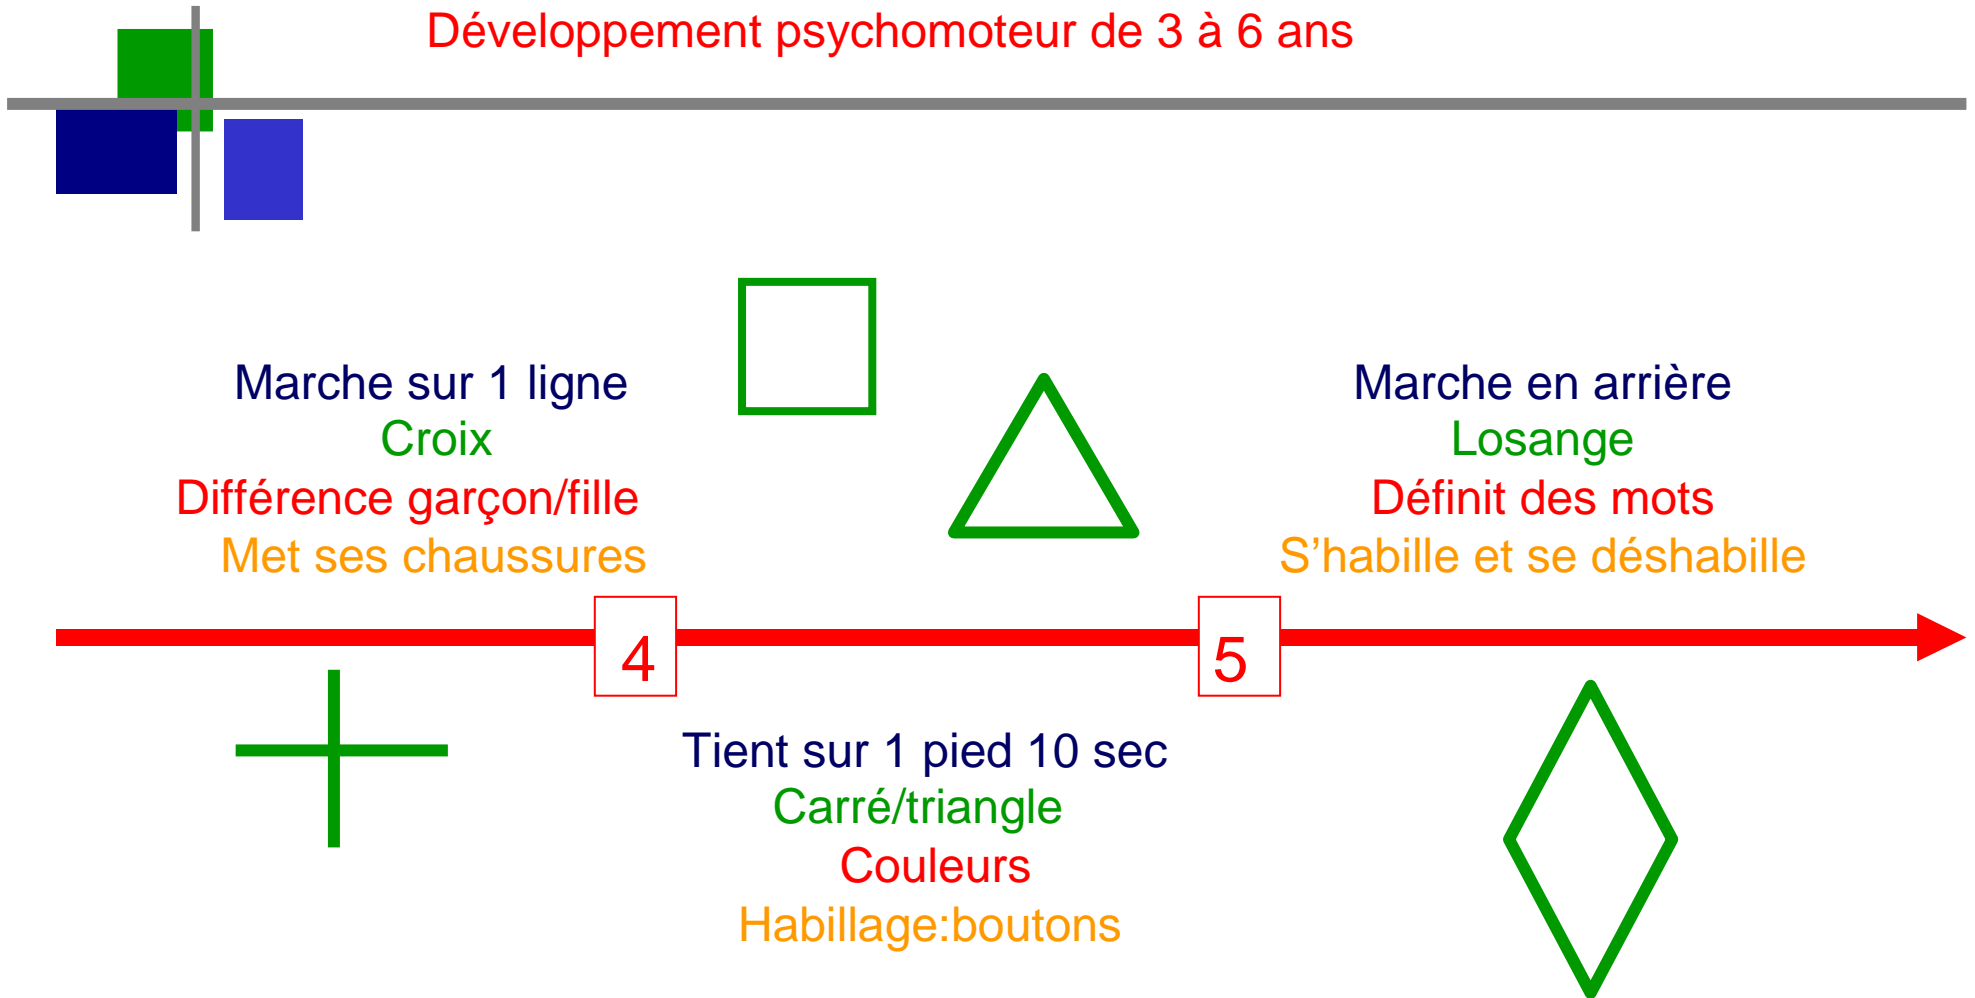 Développement psychomoteur de 3 à 6 ans
Marche sur 1 ligne
Croix
Différence garçon/fille
Met ses chaussures
Marche en arrière
Losange
Définit des mots
S’habille et se déshabille
4
5
Tient sur 1 pied 10 sec
Carré/triangle
Couleurs
Habillage:boutons